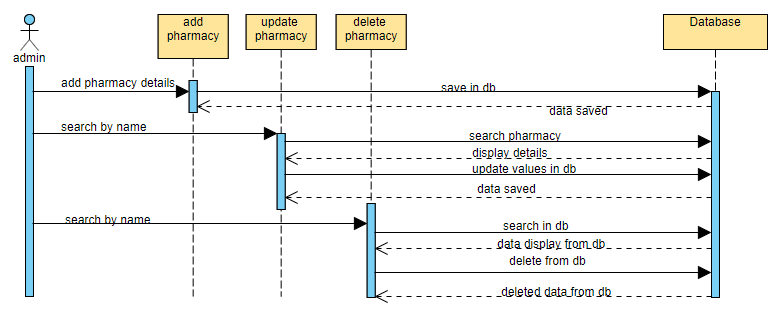 add
pharmacy
update
pharmacy
delete
pharmacy
Database
admin
add pharmacy details
save in db
data saved
search by name
search pharmacy
display details
update values in db
data saved
search by name
search in db
data display from db
delete from db
deleted data from db